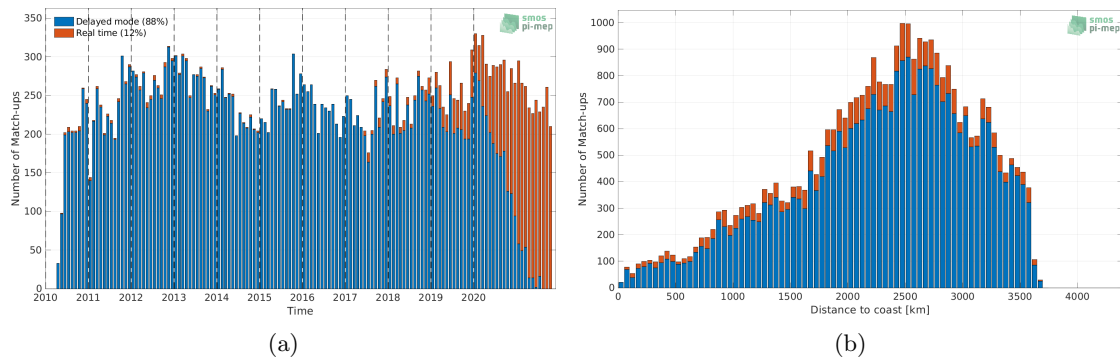 Delayed mode (88%)
Real time (12%)
smos
pi-mep
Number of Match-ups
350
300
250
200
150
100
50
0
2010 2011 2012 2013 2014 2015 2016 2017 2018 2019 2020
Time
(a)
smos
pi-mep
Number of Match-ups
1000
900
800
700
600
500
400
300
200
100
0
0 500 1000 1500 2000 2500 3000 3500 4000
Distance to coast [km]
(b)